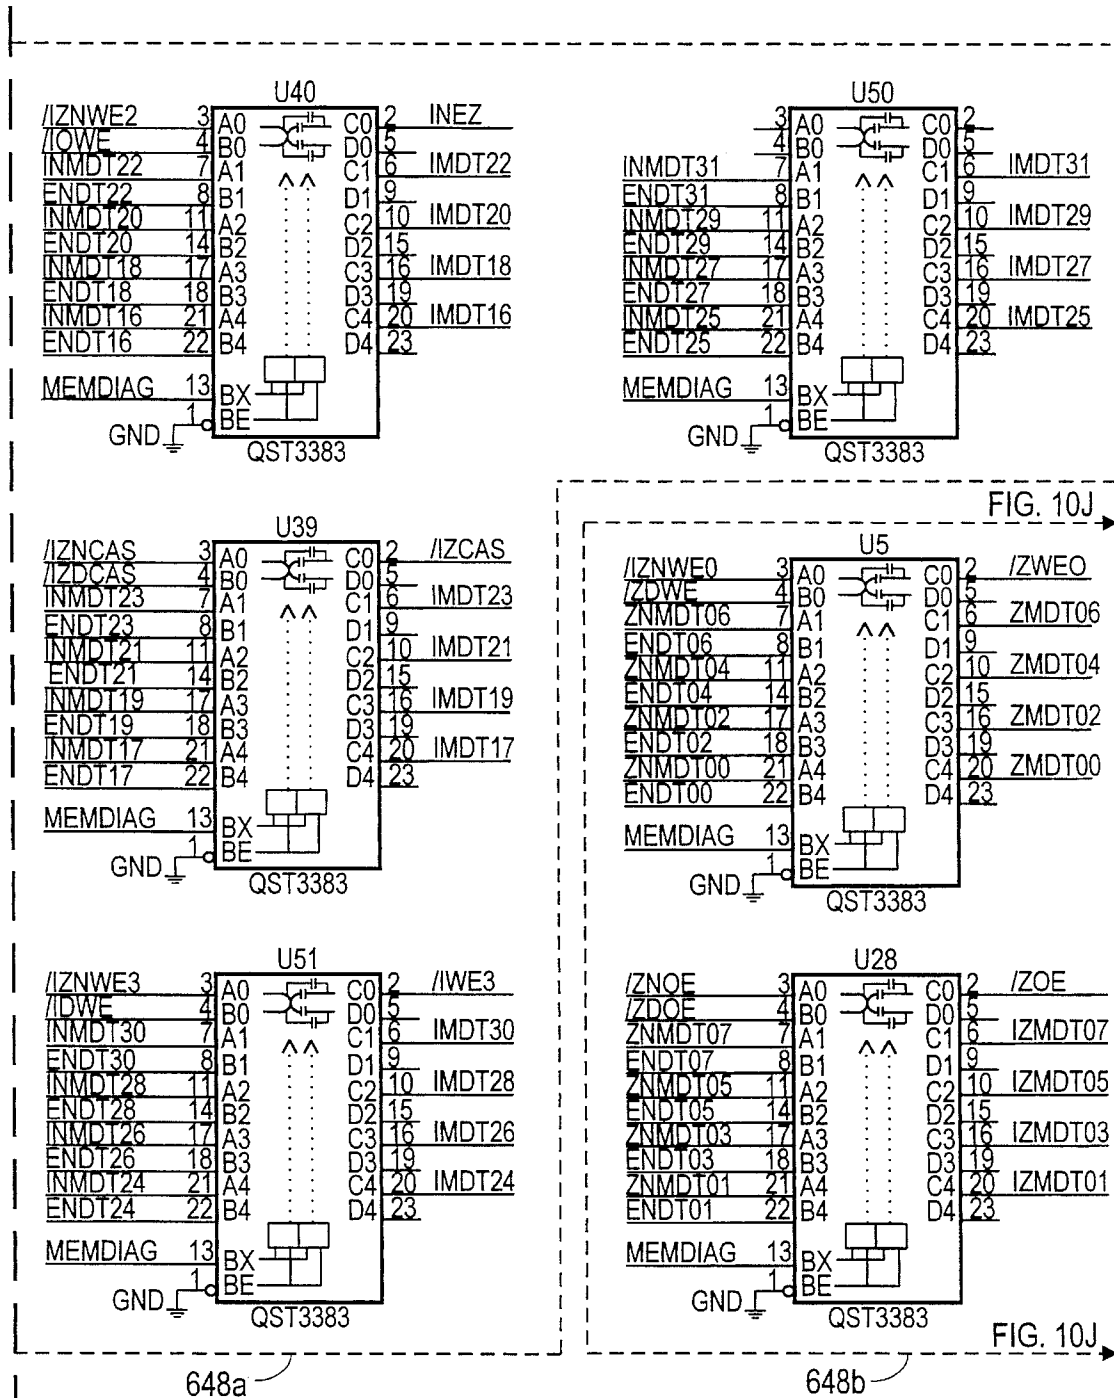 U40
/IZNWE2 3 A0 C0 2 INEZ
/IOWE 4 B0 D0 5
INMDT22 7 A1 C1 6 IMDT22
ENDT22 8 B1 D1 9
INMDT20 11 A2 C2 10 IMDT20
ENDT20 14 B2 D2 15
INMDT18 17 A3 C3 16 IMDT18
ENDT18 18 B3 D3 19
INMDT16 21 A4 C4 20 IMDT16
ENDT16 22 B4 D4 23
MEMDIAG 13 BX
GND 1 BE
QST3383
U50
3 A0 C0 2
4 B0 D0 5
INMDT31 7 A1 C1 6 IMDT31
ENDT31 8 B1 D1 9
INMDT29 11 A2 C2 10 IMDT29
ENDT29 14 B2 D2 15
INMDT27 17 A3 C3 16 IMDT27
ENDT27 18 B3 D3 19
INMDT25 21 A4 C4 20 IMDT25
ENDT25 22 B4 D4 23
MEMDIAG 13 BX
GND 1 BE
QST3383
U39
/IZNCAS 3 A0 C0 2 /IZCAS
/IZDCAS 4 B0 D0 5
INMDT23 7 A1 C1 6 IMDT23
ENDT23 8 B1 D1 9
INMDT21 11 A2 C2 10 IMDT21
ENDT21 14 B2 D2 15
INMDT19 17 A3 C3 16 IMDT19
ENDT19 18 B3 D3 19
INMDT17 21 A4 C4 20 IMDT17
ENDT17 22 B4 D4 23
MEMDIAG 13 BX
GND 1 BE
QST3383
FIG. 10J
U5
/IZNWE0 3 A0 C0 2 /ZWEO
/ZDWE 4 B0 D0 5
ZNMDT06 7 A1 C1 6 ZMDT06
ENDT06 8 B1 D1 9
ZNMDT04 11 A2 C2 10 ZMDT04
ENDT04 14 B2 D2 15
ZNMDT02 17 A3 C3 16 ZMDT02
ENDT02 18 B3 D3 19
ZNMDT00 21 A4 C4 20 ZMDT00
ENDT00 22 B4 D4 23
MEMDIAG 13 BX
GND 1 BE
QST3383
U51
/IZNWE3 3 A0 C0 2 /IWE3
/IDWE 4 B0 D0 5
INMDT30 7 A1 C1 6 IMDT30
ENDT30 8 B1 D1 9
INMDT28 11 A2 C2 10 IMDT28
ENDT28 14 B2 D2 15
INMDT26 17 A3 C3 16 IMDT26
ENDT26 18 B3 D3 19
INMDT24 21 A4 C4 20 IMDT24
ENDT24 22 B4 D4 23
MEMDIAG 13 BX
GND 1 BE
QST3383
U28
/ZNOE 3 A0 C0 2 /ZOE
/ZDOE 4 B0 D0 5
ZNMDT07 7 A1 C1 6 IZMDT07
ENDT07 8 B1 D1 9
ZNMDT05 11 A2 C2 10 IZMDT05
ENDT05 14 B2 D2 15
ZNMDT03 17 A3 C3 16 IZMDT03
ENDT03 18 B3 D3 19
ZNMDT01 21 A4 C4 20 IZMDT01
ENDT01 22 B4 D4 23
MEMDIAG 13 BX
GND 1 BE
QST3383
FIG. 10J
648a
648b